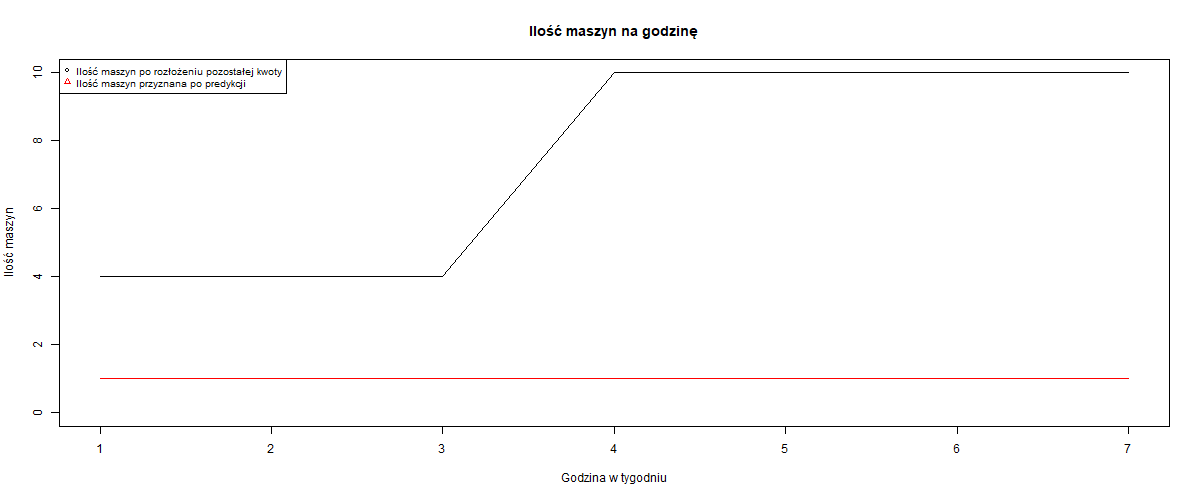 Ilość maszyn na godzinę
Ilość maszyn po rozłożeniu pozostałej kwoty
Ilość maszyn przyznana po predykcji
Ilość maszyn
10
8
6
4
2
0
1 2 3 4 5 6 7
Godzina w tygodniu